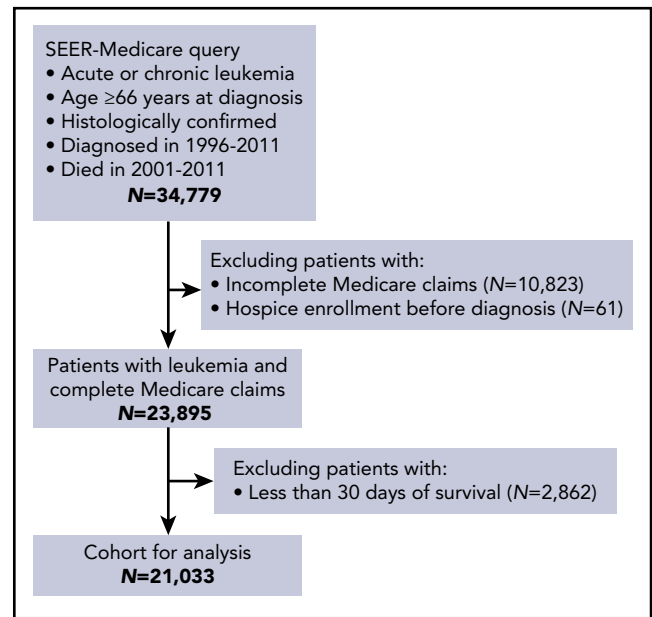 SEER-Medicare query
• Acute or chronic leukemia
• Age ≥66 years at diagnosis
• Histologically confirmed
• Diagnosed in 1996-2011
• Died in 2001-2011
N=34,779
Excluding patients with:
• Incomplete Medicare claims (N=10,823)
• Hospice enrollment before diagnosis (N=61)
Patients with leukemia and
complete Medicare claims
N=23,895
Excluding patients with:
• Less than 30 days of survival (N=2,862)
Cohort for analysis
N=21,033